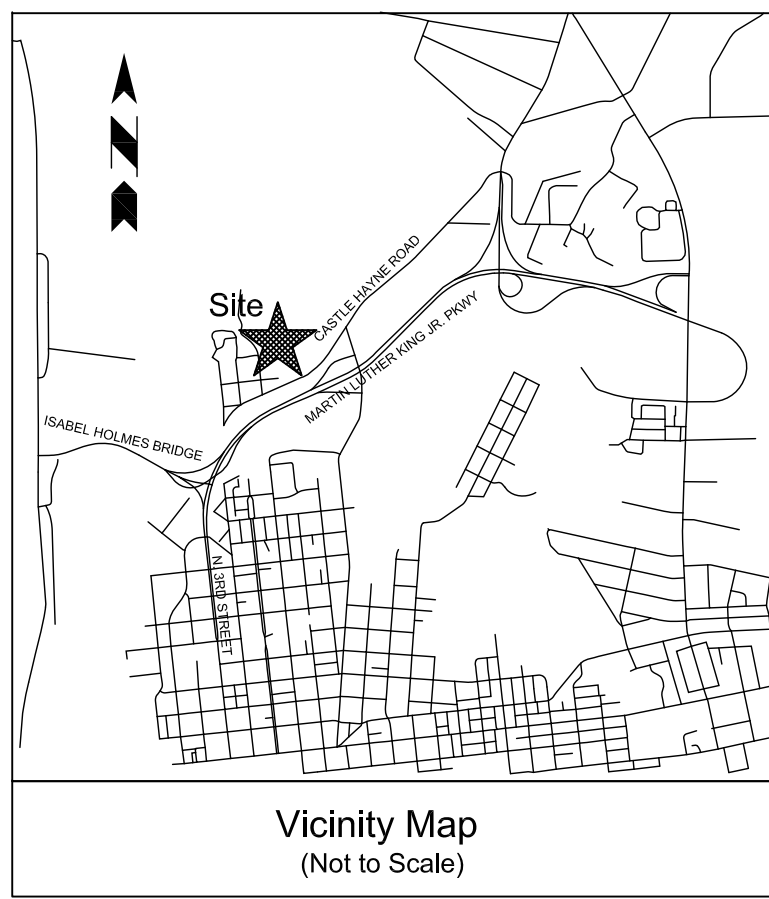 N
Site
CASTLE HAYNE ROAD
MARTIN LUTHER KING JR. PKWY
ISABEL HOLMES BRIDGE
N. 3RD STREET
Vicinity Map
(Not to Scale)